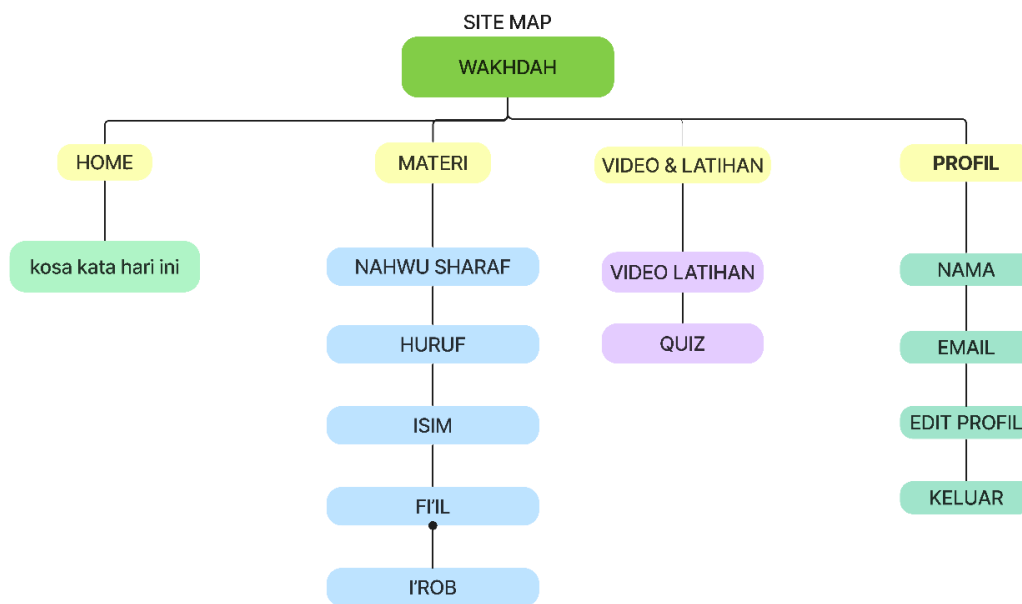 SITE MAP
WAKHDAH
HOME
MATERI
VIDEO & LATIHAN
PROFIL
kosa kata hari ini
NAHWU SHARAF
VIDEO LATIHAN
NAMA
HURUF
QUIZ
EMAIL
ISIM
EDIT PROFIL
FI'IL
KELUAR
I'ROB